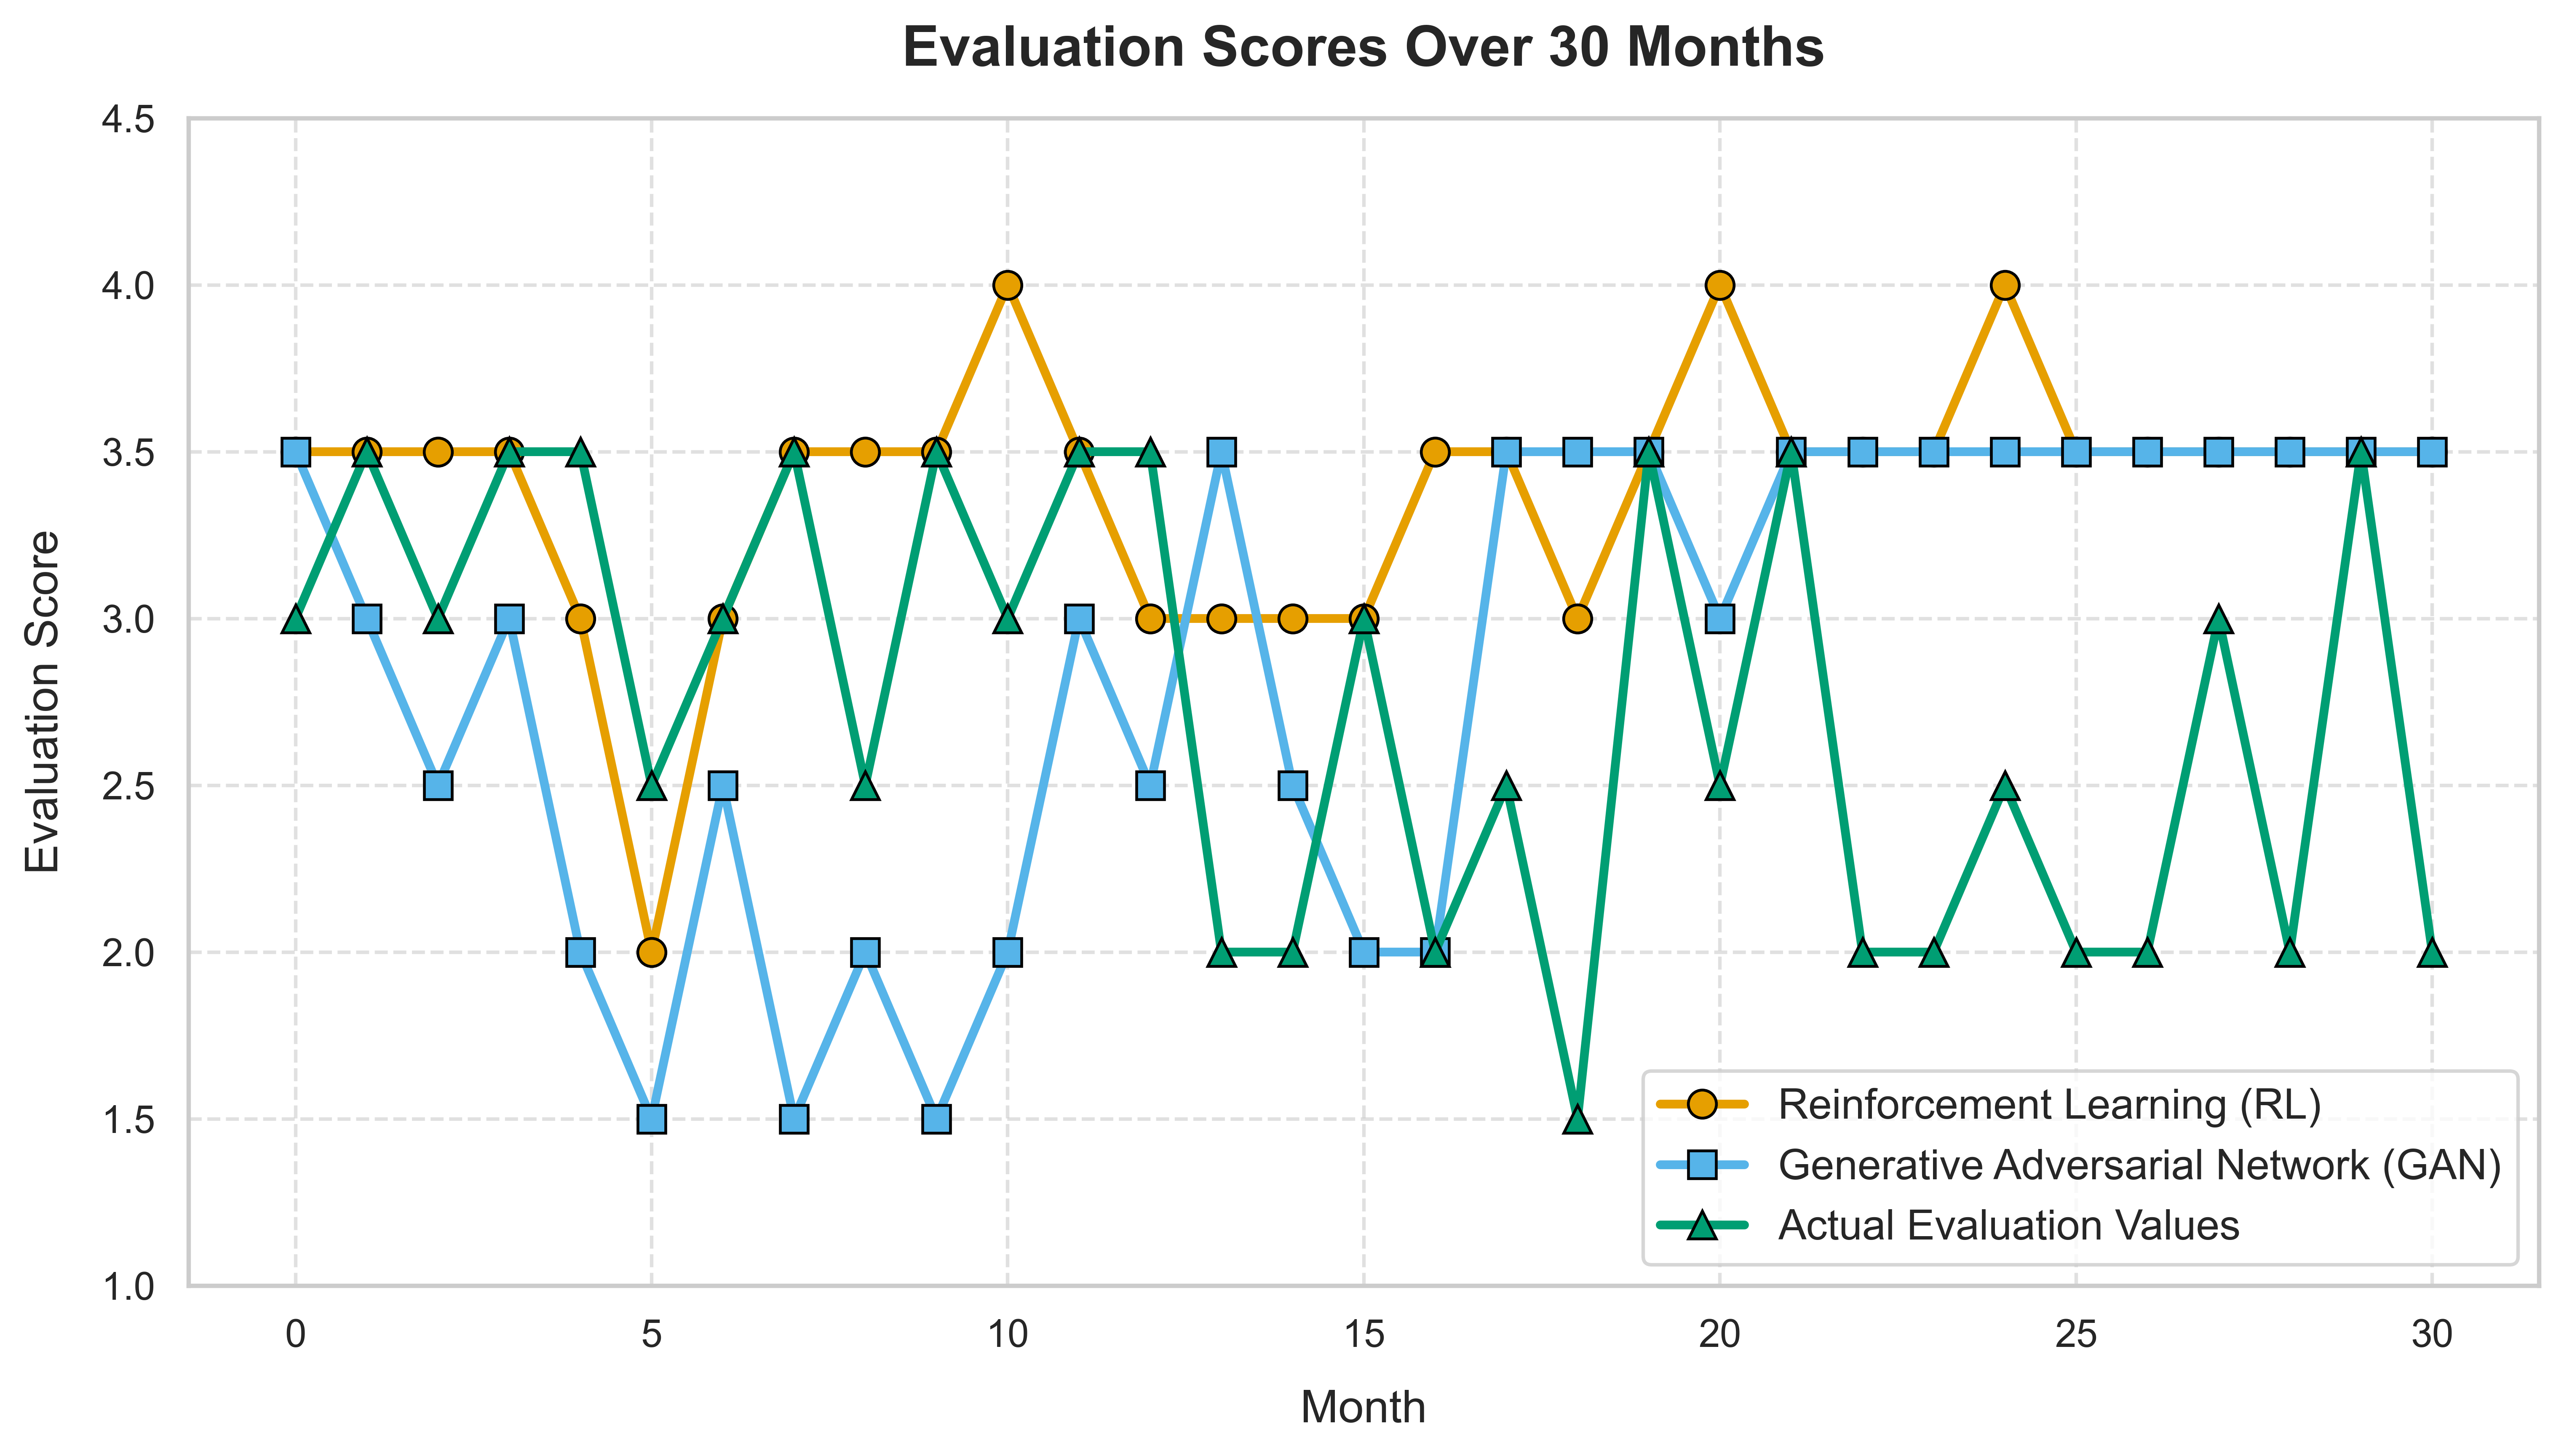 Evaluation Scores Over 30 Months
4.5
4.0
3.5
3.0
2.5
2.0
1.5
1.0
Evaluation Score
0 5 10 15 20 25 30
Month
Reinforcement Learning (RL)
Generative Adversarial Network (GAN)
Actual Evaluation Values